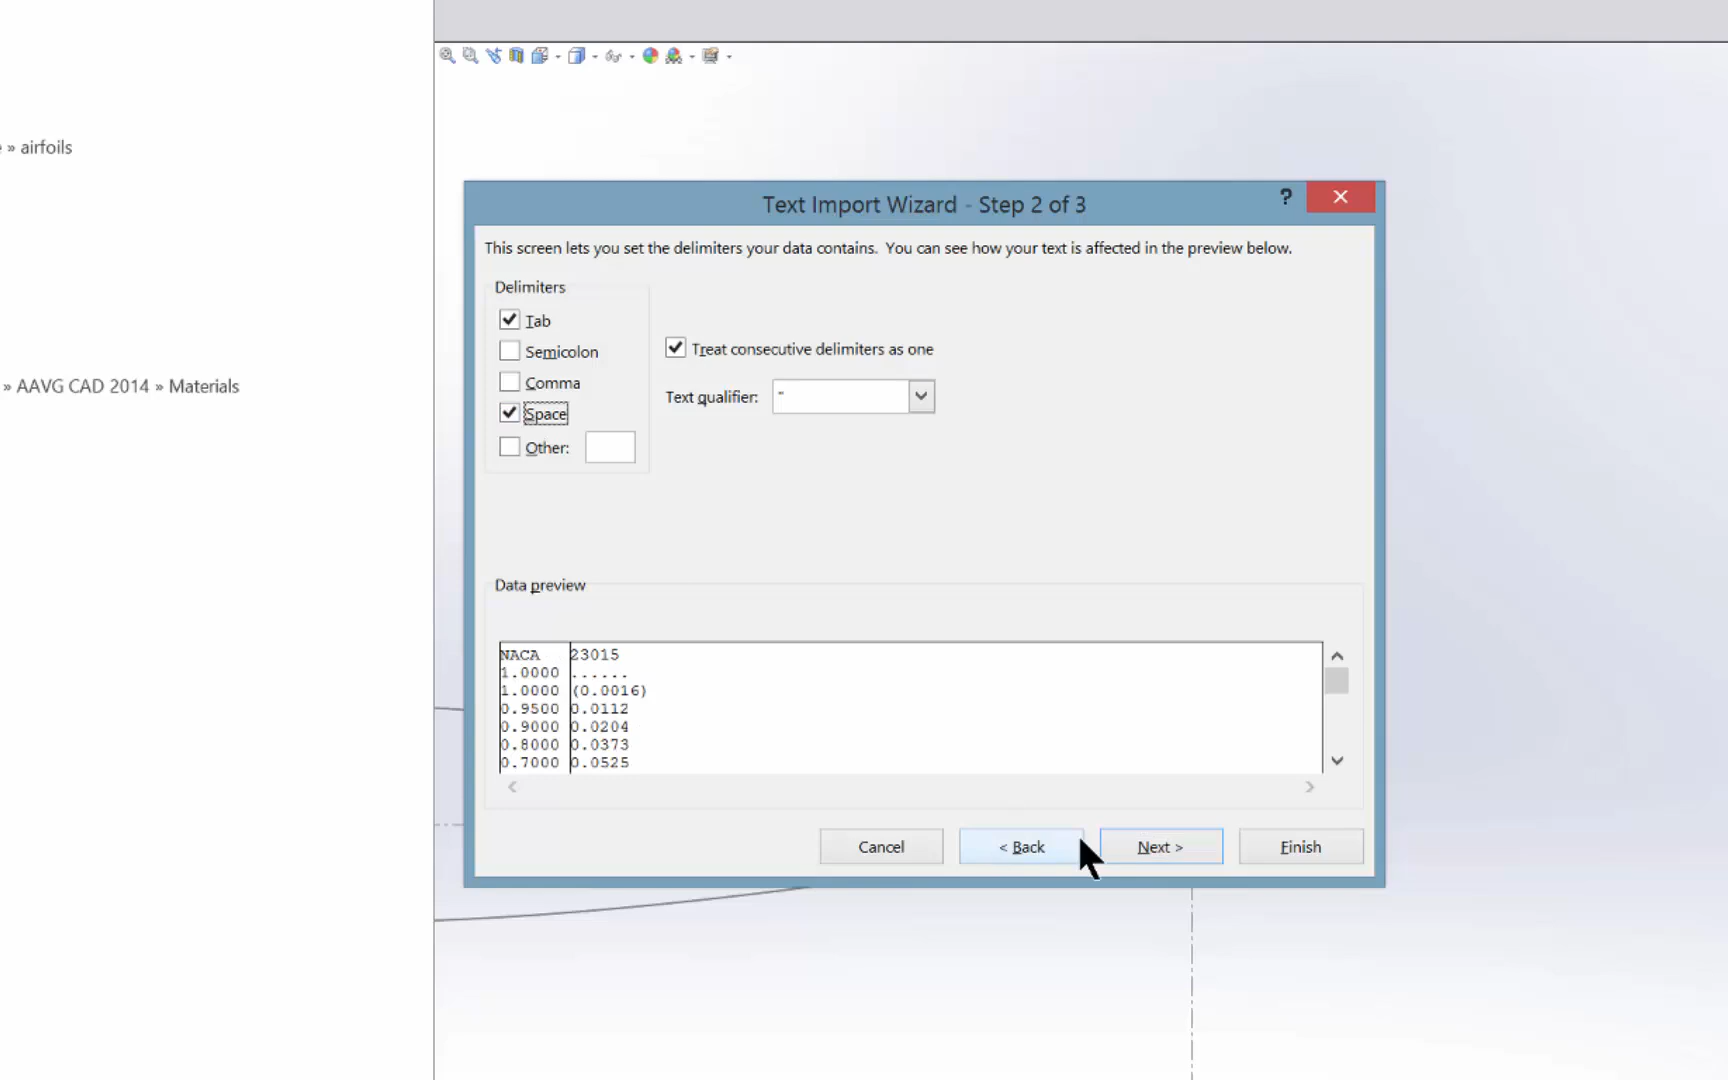 » airfoils
» AAVG CAD 2014 » Materials
Text Import Wizard - Step 2 of 3
?
This screen lets you set the delimiters your data contains. You can see how your text is affected in the preview below.
Delimiters
Tab
Semicolon
Comma
Space
Other:
Treat consecutive delimiters as one
Text qualifier: "
Data preview
NACA 23015
1.0000 ......
1.0000 (0.0016)
0.9500 0.0112
0.9000 0.0204
0.8000 0.0373
0.7000 0.0525
Cancel
< Back
Next >
Finish